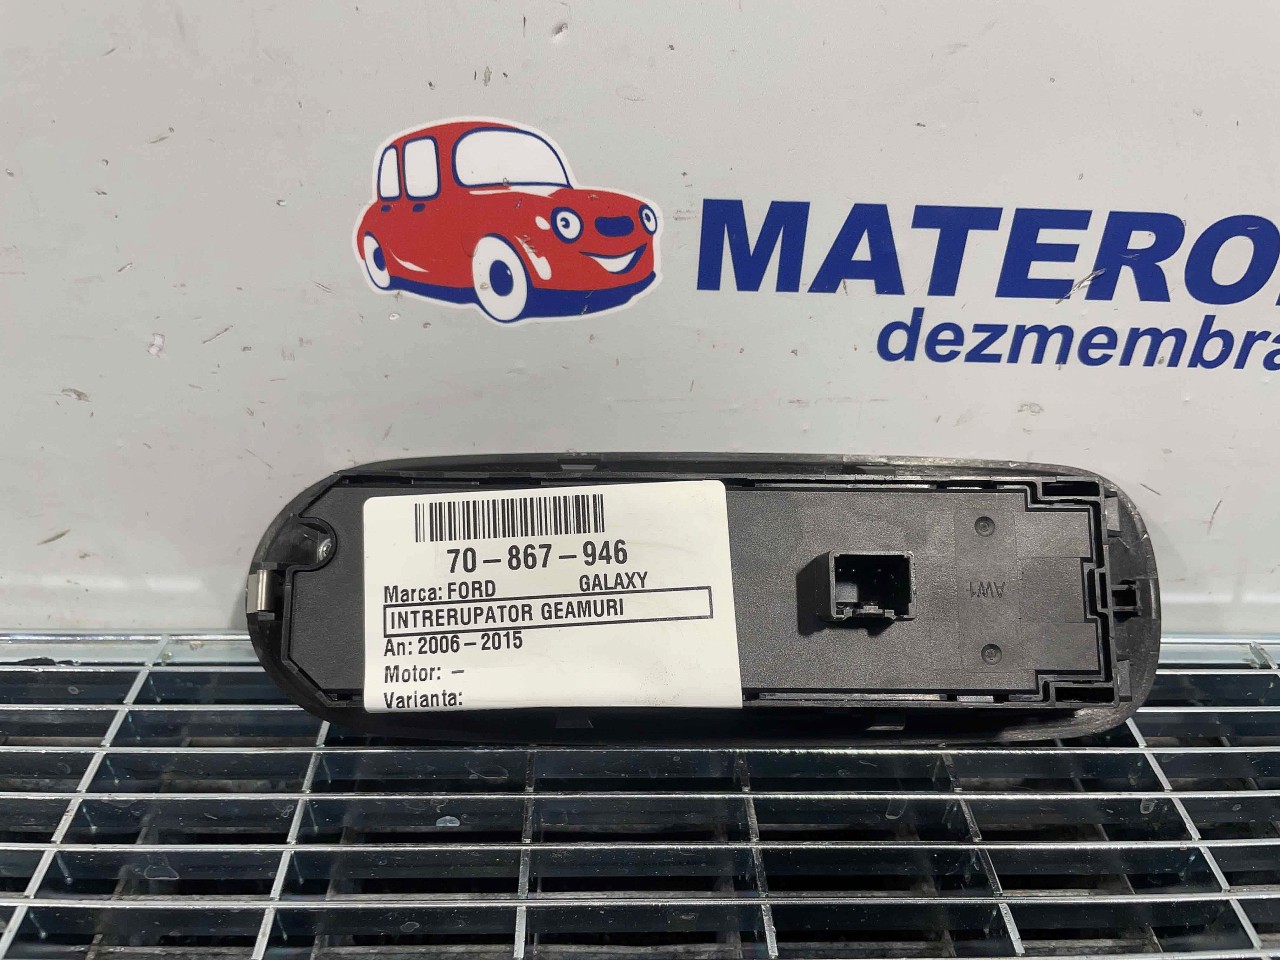 MATERO
dezmembra
70-867-946
Marca: FORD GALAXY
INTRERUPATOR GEAMURI
An: 2006-2015
Motor: -
Varianta:
AW1